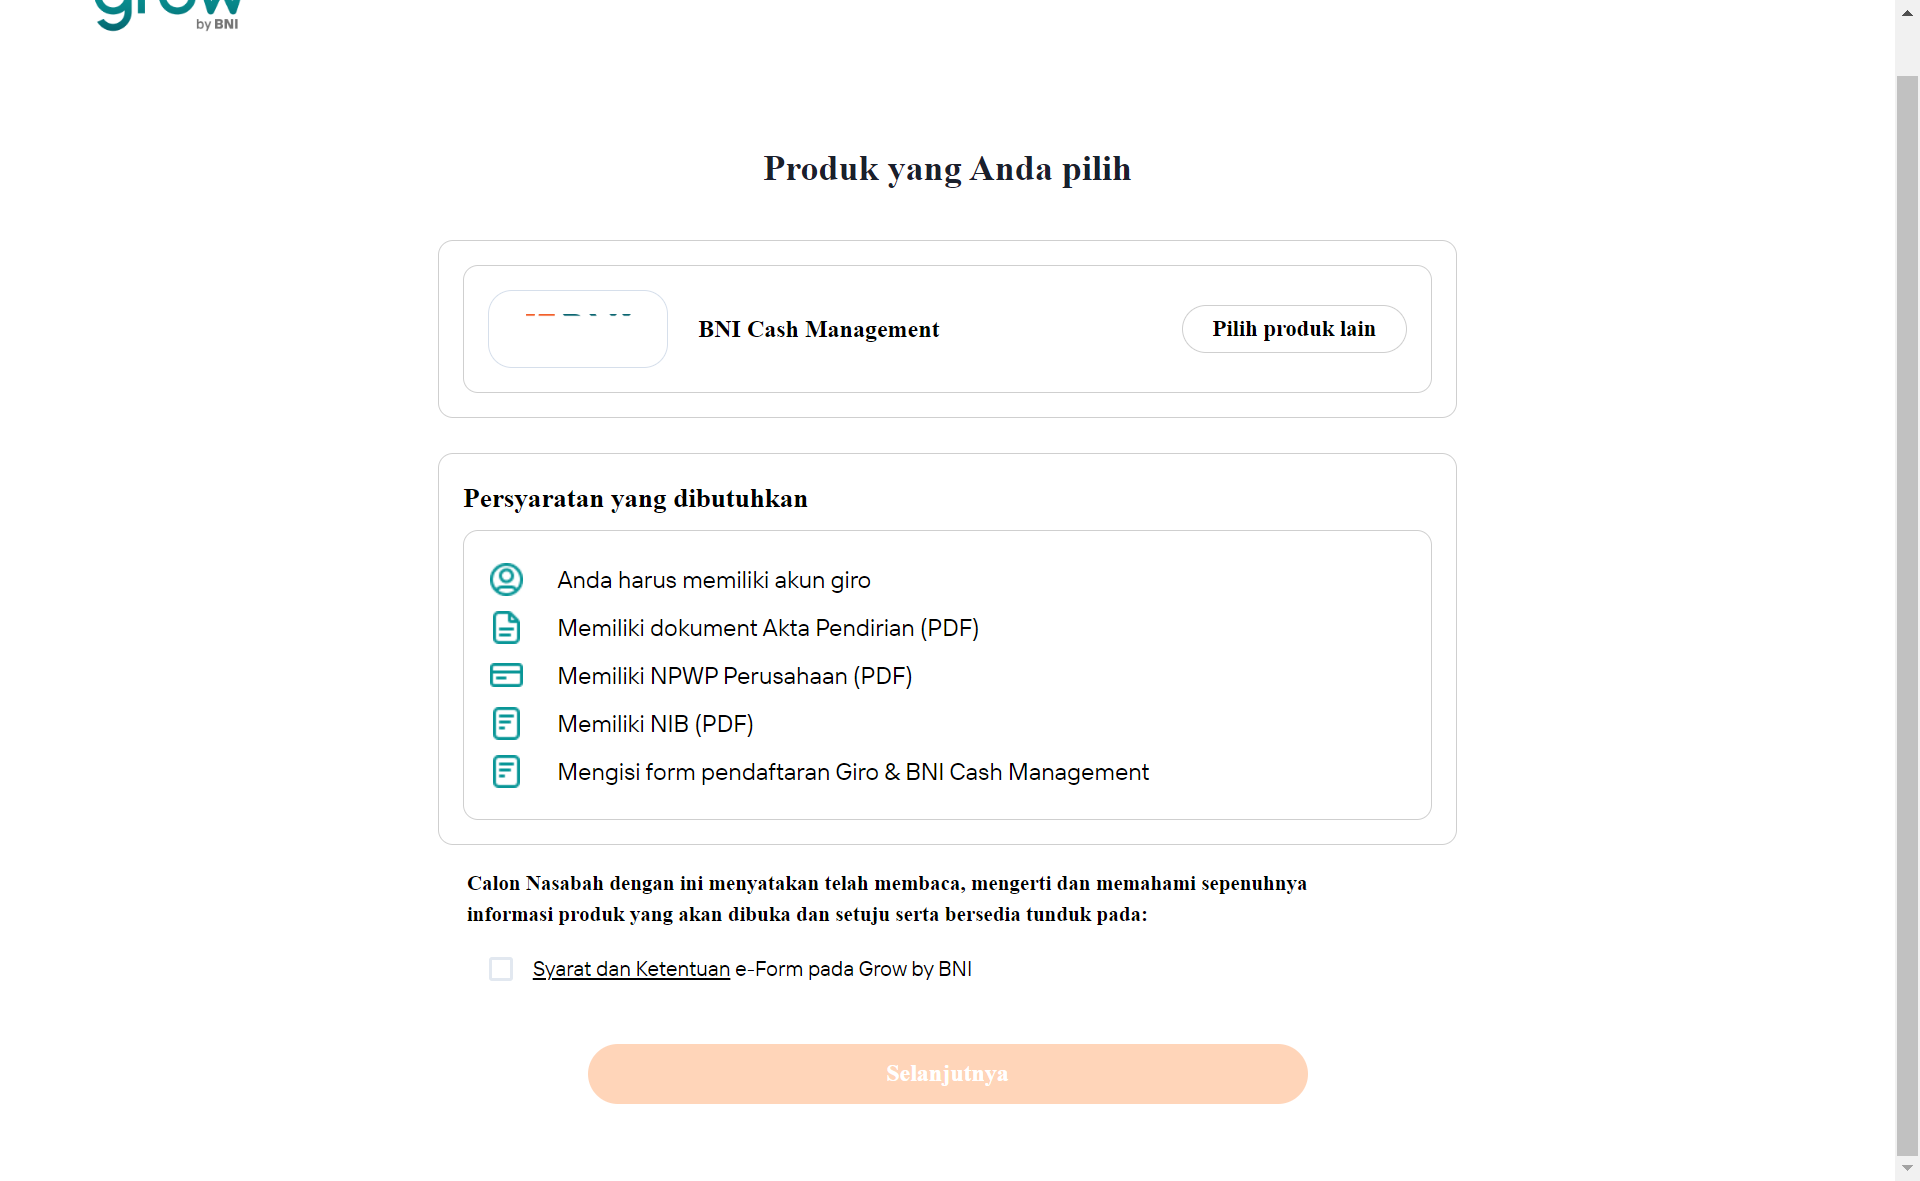 grow
by BNI
Produk yang Anda pilih
BNI Cash Management
Pilih produk lain
Persyaratan yang dibutuhkan
Anda harus memiliki akun giro
Memiliki dokument Akta Pendirian (PDF)
Memiliki NPWP Perusahaan (PDF)
Memiliki NIB (PDF)
Mengisi form pendaftaran Giro & BNI Cash Management
Calon Nasabah dengan ini menyatakan telah membaca, mengerti dan memahami sepenuhnya
informasi produk yang akan dibuka dan setuju serta bersedia tunduk pada:
Syarat dan Ketentuan e-Form pada Grow by BNI
Selanjutnya